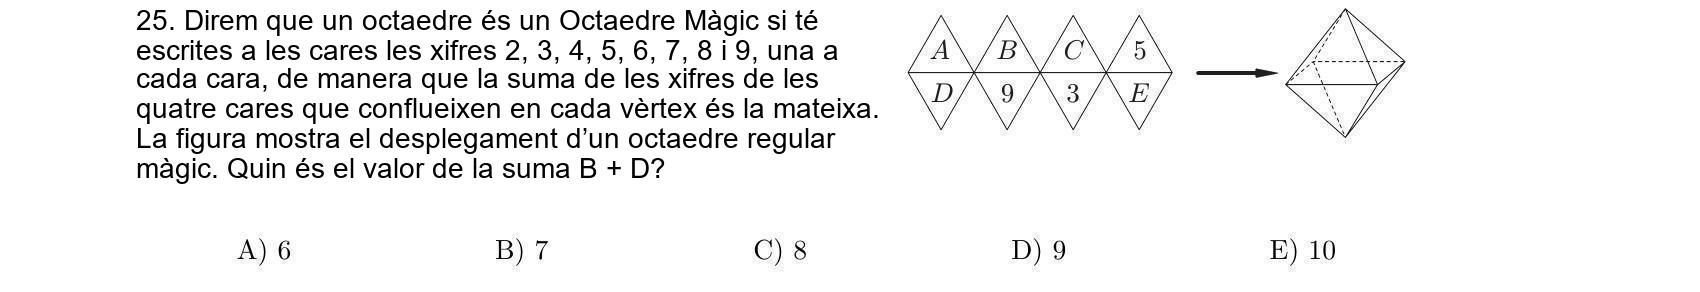 25. Direm que un octaedre és un Octaedre Màgic si té
escrites a les cares les xifres 2, 3, 4, 5, 6, 7, 8 i 9, una a
cada cara, de manera que la suma de les xifres de les
quatre cares que conflueixen en cada vèrtex és la mateixa.
La figura mostra el desplegament d'un octaedre regular
màgic. Quin és el valor de la suma B + D?
A B C 5
D 9 3 E
A) 6 B) 7 C) 8 D) 9 E) 10